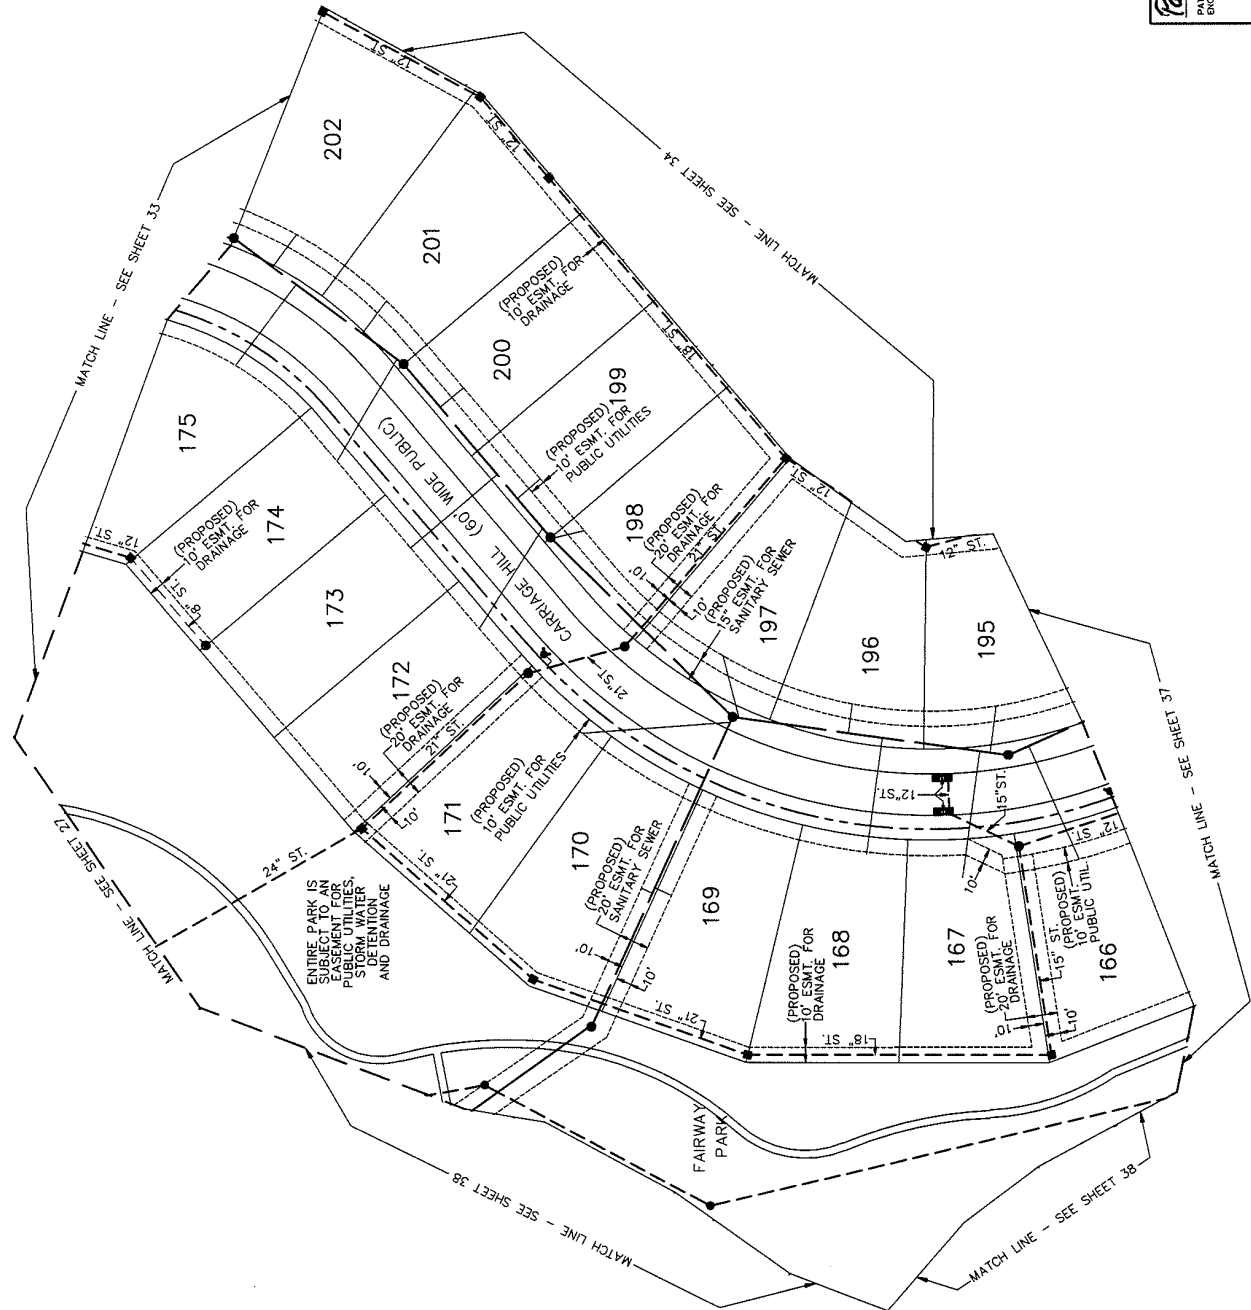 PAT
ENG
MATCH LINE - SEE SHEET 33
12" ST.
202
12" ST.
201
MATCH LINE - SEE SHEET 34
(PROPOSED)
10' ESMT. FOR
DRAINAGE
200
18" ST.
199
(PROPOSED)
10' ESMT. FOR
PUBLIC UTILITIES
175
12" ST.
(PROPOSED)
10' ESMT. FOR
DRAINAGE
174
18" ST.
173
CARRIAGE HILL (60' WIDE PUBLIC)
198
(PROPOSED)
20' ESMT. FOR
DRAINAGE
21" ST.
10'
10'
12" ST.
12" ST.
(PROPOSED)
15" ESMT. FOR
SANITARY SEWER
197
196
195
172
(PROPOSED)
20' ESMT. FOR
DRAINAGE
21" ST.
10'
10'
21" ST.
171
(PROPOSED)
10' ESMT. FOR
PUBLIC UTILITIES
21" ST.
170
(PROPOSED)
20' ESMT. FOR
SANITARY SEWER
10'
10'
169
MATCH LINE - SEE SHEET 27
24" ST.
ENTIRE PARK IS
SUBJECT TO AN
EASEMENT FOR
PUBLIC UTILITIES,
STORM WATER
DETENTION
AND DRAINAGE
21" ST.
168
(PROPOSED)
10' ESMT. FOR
DRAINAGE
18" ST.
167
(PROPOSED)
20' ESMT. FOR
DRAINAGE
10'
10'
12" ST.
15" ST.
10'
12" ST.
15" ST.
(PROPOSED)
10' ESMT.
PUBLIC UTIL.
166
FAIRWAY
PARK
MATCH LINE - SEE SHEET 37
MATCH LINE - SEE SHEET 38
MATCH LINE - SEE SHEET 38